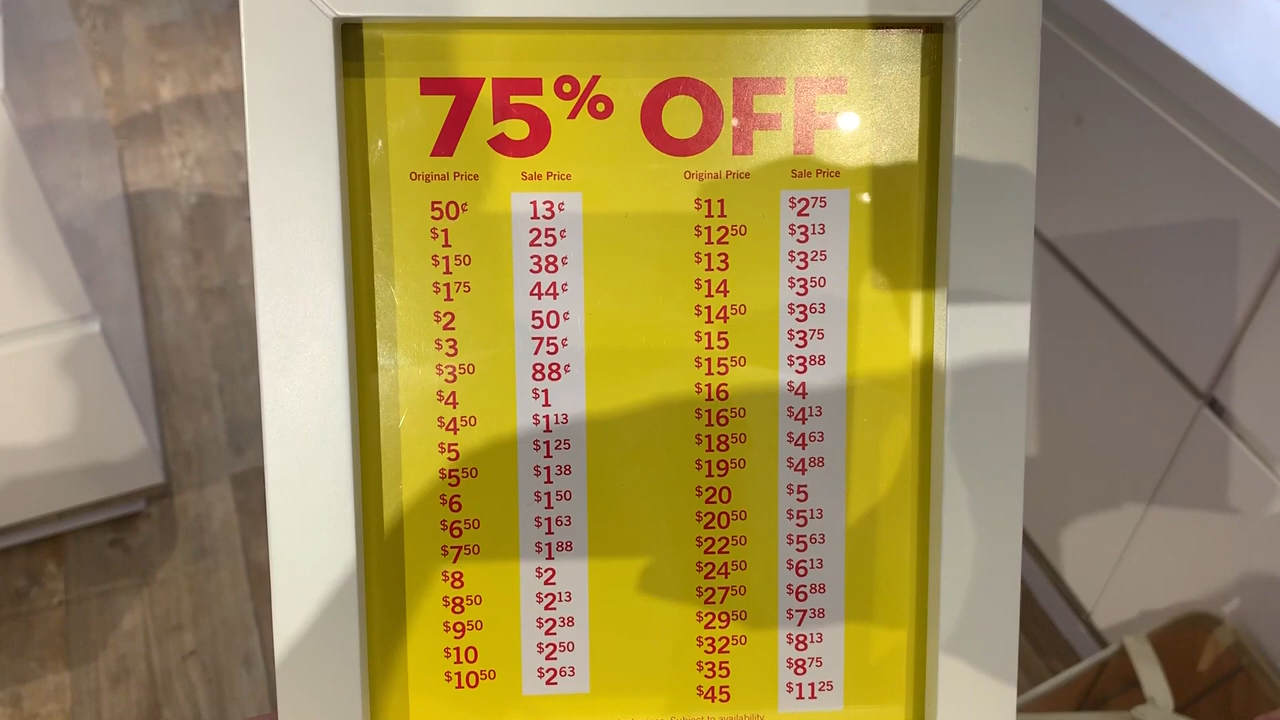 75% OFF
Original Price Sale Price
50¢ 13¢
$1 25¢
$1 50 38¢
$1 75 44¢
$2 50¢
$3 75¢
$3 50 88¢
$4 $1
$4 50 $1 13
$5 $1 25
$5 50 $1 38
$6 $1 50
$6 50 $1 63
$7 50 $1 88
$8 $2
$8 50 $2 13
$9 50 $2 38
$10 $2 50
$10 50 $2 63
Original Price Sale Price
$11 $2 75
$12 50 $3 13
$13 $3 25
$14 $3 50
$14 50 $3 63
$15 $3 75
$15 50 $3 88
$16 $4
$16 50 $4 13
$18 50 $4 63
$19 50 $4 88
$20 $5
$20 50 $5 13
$22 50 $5 63
$24 50 $6 13
$27 50 $6 88
$29 50 $7 38
$32 50 $8 13
$35 $8 75
$45 $11 25
Subject to availability.